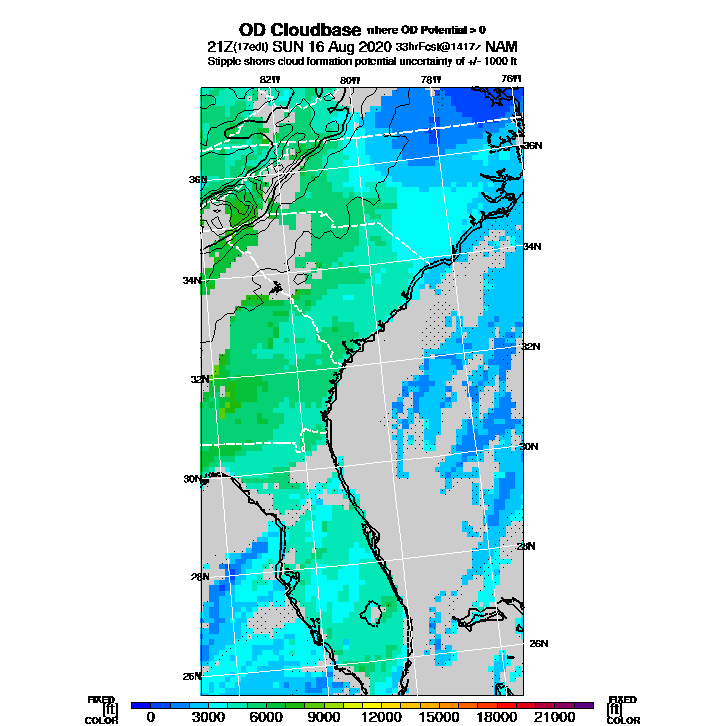 OD Cloudbase where OD Potential > 0
21Z(17edt) SUN 16 Aug 2020 33hrFcst@1417z NAM
Stipple shows cloud formation potential uncertainty of +/- 1000 ft
82W 80W 78W 76W
36N
36N
34N
34N
32N
32N
30N
30N
28N
28N
26N
26N
FIXED FIXED
[ft] [ft]
COLOR 0 3000 6000 9000 12000 15000 18000 21000 COLOR